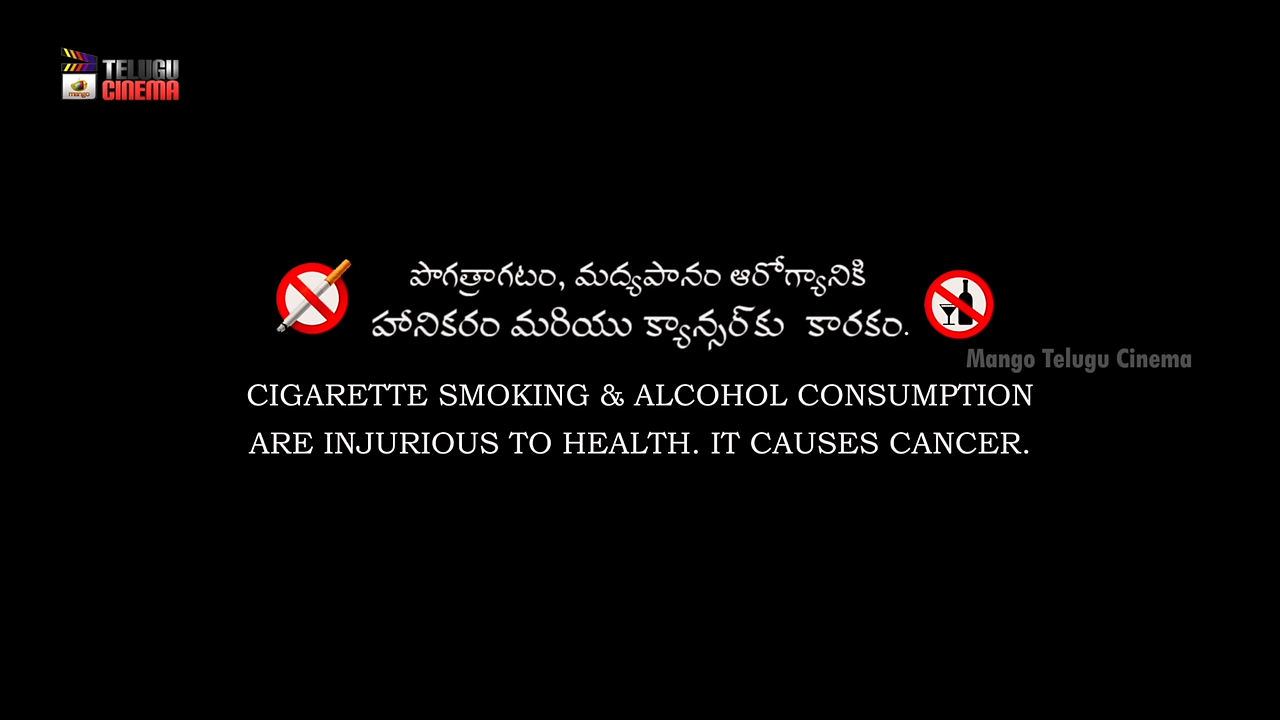 TELUGU
CINEMA
mango
పొగత్రాగటం, మద్యపానం ఆరోగ్యానికి
హానికరం మరియు క్యాన్సర్‌కు కారకం.
Mango Telugu Cinema
CIGARETTE SMOKING & ALCOHOL CONSUMPTION
ARE INJURIOUS TO HEALTH. IT CAUSES CANCER.